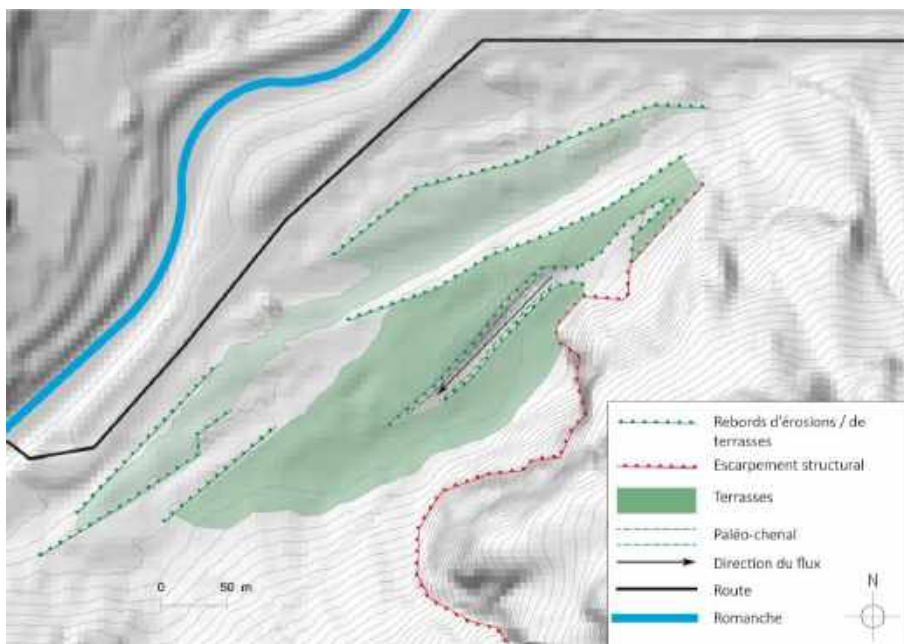 Rebords d'érosions / de
terrasses
Escarpement structural
Terrasses
Paléo-chenal
Direction du flux
Route
Romanche
N
0 50 m